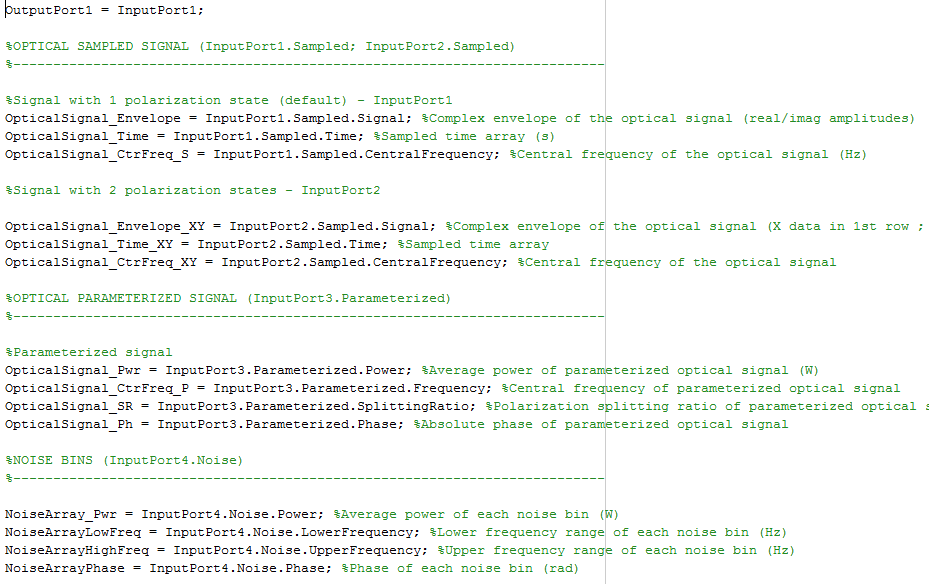 OutputPort1 = InputPort1;
%OPTICAL SAMPLED SIGNAL (InputPort1.Sampled; InputPort2.Sampled)
%--------------------------------------------------------------------------
%Signal with 1 polarization state (default) - InputPort1
OpticalSignal_Envelope = InputPort1.Sampled.Signal; %Complex envelope of the optical signal (real/imag amplitudes)
OpticalSignal_Time = InputPort1.Sampled.Time; %Sampled time array (s)
OpticalSignal_CtrFreq_S = InputPort1.Sampled.CentralFrequency; %Central frequency of the optical signal (Hz)
%Signal with 2 polarization states - InputPort2
OpticalSignal_Envelope_XY = InputPort2.Sampled.Signal; %Complex envelope of the optical signal (X data in 1st row ;
OpticalSignal_Time_XY = InputPort2.Sampled.Time; %Sampled time array
OpticalSignal_CtrFreq_XY = InputPort2.Sampled.CentralFrequency; %Central frequency of the optical signal
%OPTICAL PARAMETERIZED SIGNAL (InputPort3.Parameterized)
%--------------------------------------------------------------------------
%Parameterized signal
OpticalSignal_Pwr = InputPort3.Parameterized.Power; %Average power of parameterized optical signal (W)
OpticalSignal_CtrFreq_P = InputPort3.Parameterized.Frequency; %Central frequency of parameterized optical signal
OpticalSignal_SR = InputPort3.Parameterized.SplittingRatio; %Polarization splitting ratio of parameterized optical s
OpticalSignal_Ph = InputPort3.Parameterized.Phase; %Absolute phase of parameterized optical signal
%NOISE BINS (InputPort4.Noise)
%--------------------------------------------------------------------------
NoiseArray_Pwr = InputPort4.Noise.Power; %Average power of each noise bin (W)
NoiseArrayLowFreq = InputPort4.Noise.LowerFrequency; %Lower frequency range of each noise bin (Hz)
NoiseArrayHighFreq = InputPort4.Noise.UpperFrequency; %Upper frequency range of each noise bin (Hz)
NoiseArrayPhase = InputPort4.Noise.Phase; %Phase of each noise bin (rad)